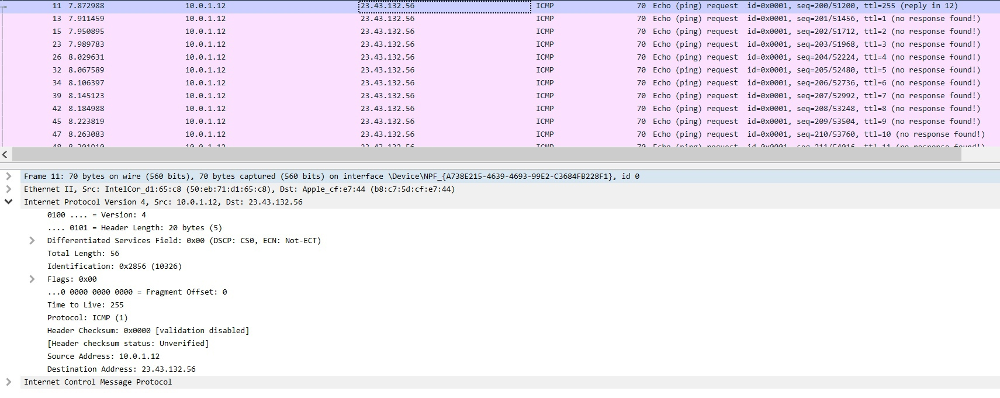 11 7.872988 10.0.1.12 23.43.132.56 ICMP 70 Echo (ping) request id=0x0001, seq=200/51200, ttl=255 (reply in 12)
13 7.911459 10.0.1.12 23.43.132.56 ICMP 70 Echo (ping) request id=0x0001, seq=201/51456, ttl=1 (no response found!)
15 7.950895 10.0.1.12 23.43.132.56 ICMP 70 Echo (ping) request id=0x0001, seq=202/51712, ttl=2 (no response found!)
23 7.989783 10.0.1.12 23.43.132.56 ICMP 70 Echo (ping) request id=0x0001, seq=203/51968, ttl=3 (no response found!)
26 8.029631 10.0.1.12 23.43.132.56 ICMP 70 Echo (ping) request id=0x0001, seq=204/52224, ttl=4 (no response found!)
32 8.067589 10.0.1.12 23.43.132.56 ICMP 70 Echo (ping) request id=0x0001, seq=205/52480, ttl=5 (no response found!)
34 8.106397 10.0.1.12 23.43.132.56 ICMP 70 Echo (ping) request id=0x0001, seq=206/52736, ttl=6 (no response found!)
39 8.145123 10.0.1.12 23.43.132.56 ICMP 70 Echo (ping) request id=0x0001, seq=207/52992, ttl=7 (no response found!)
42 8.184988 10.0.1.12 23.43.132.56 ICMP 70 Echo (ping) request id=0x0001, seq=208/53248, ttl=8 (no response found!)
45 8.223819 10.0.1.12 23.43.132.56 ICMP 70 Echo (ping) request id=0x0001, seq=209/53504, ttl=9 (no response found!)
47 8.263083 10.0.1.12 23.43.132.56 ICMP 70 Echo (ping) request id=0x0001, seq=210/53760, ttl=10 (no response found!)
Frame 11: 70 bytes on wire (560 bits), 70 bytes captured (560 bits) on interface \Device\NPF_{A738E215-4639-4693-99E2-C3684FB228F1}, id 0
Ethernet II, Src: IntelCor_d1:65:c8 (50:eb:71:d1:65:c8), Dst: Apple_cf:e7:44 (b8:c7:5d:cf:e7:44)
Internet Protocol Version 4, Src: 10.0.1.12, Dst: 23.43.132.56
0100 .... = Version: 4
.... 0101 = Header Length: 20 bytes (5)
Differentiated Services Field: 0x00 (DSCP: CS0, ECN: Not-ECT)
Total Length: 56
Identification: 0x2856 (10326)
Flags: 0x00
...0 0000 0000 0000 = Fragment Offset: 0
Time to Live: 255
Protocol: ICMP (1)
Header Checksum: 0x0000 [validation disabled]
[Header checksum status: Unverified]
Source Address: 10.0.1.12
Destination Address: 23.43.132.56
Internet Control Message Protocol